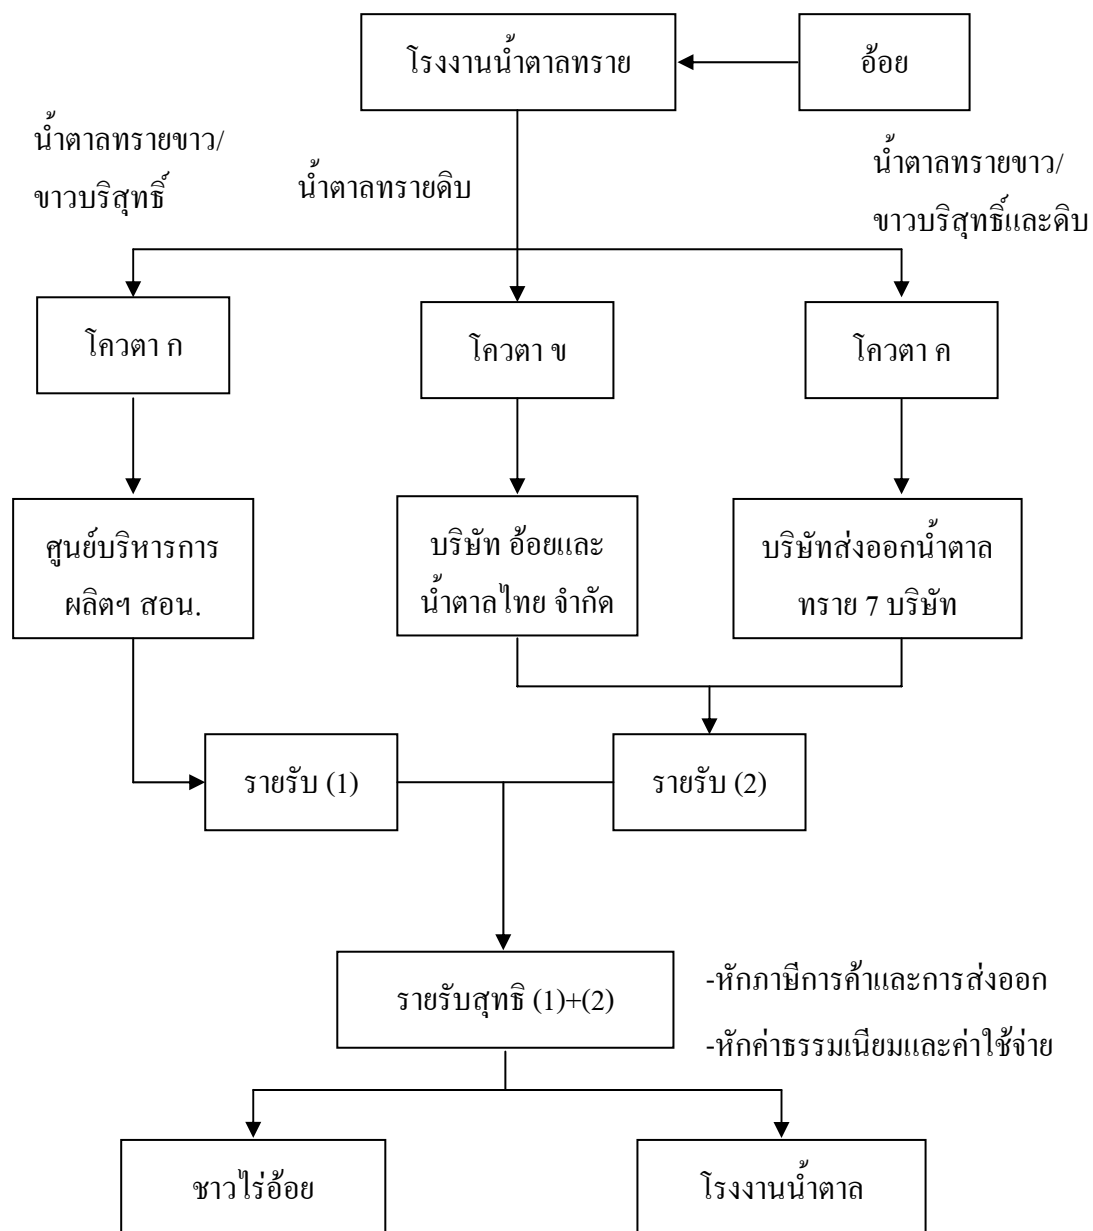 โรงงานน้ำตาลทราย
อ้อย
น้ำตาลทรายขาว/
ขาวบริสุทธิ์
น้ำตาลทรายดิบ
น้ำตาลทรายขาว/
ขาวบริสุทธิ์และดิบ
โควตา ก
โควตา ข
โควตา ค
ศูนย์บริหารการ
ผลิตฯ สอน.
บริษัท อ้อยและ
น้ำตาลไทย จำกัด
บริษัทส่งออกน้ำตาล
ทราย 7 บริษัท
รายรับ (1)
รายรับ (2)
รายรับสุทธิ (1)+(2)
-หักภาษีการค้าและการส่งออก
-หักค่าธรรมเนียมและค่าใช้จ่าย
ชาวไร่อ้อย
โรงงานน้ำตาล